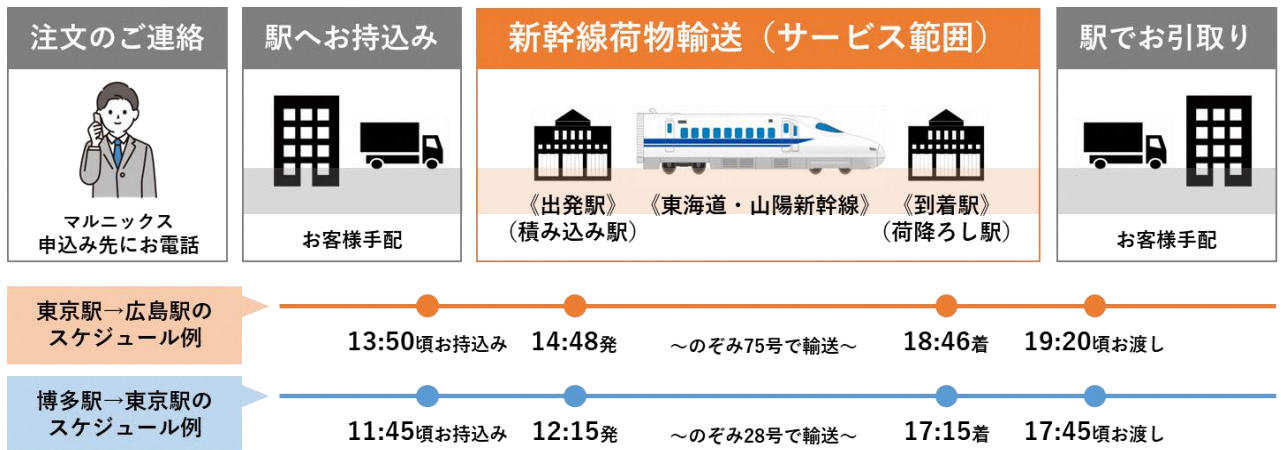 注文のご連絡
駅へお持込み
新幹線荷物輸送（サービス範囲）
駅でお引取り
マルニックス
申込み先にお電話
お客様手配
《出発駅》
（積み込み駅）
《東海道・山陽新幹線》
《到着駅》
（荷降ろし駅）
お客様手配
東京駅→広島駅の
スケジュール例
13:50頃お持込み
14:48発
～のぞみ75号で輸送～
18:46着
19:20頃お渡し
博多駅→東京駅の
スケジュール例
11:45頃お持込み
12:15発
～のぞみ28号で輸送～
17:15着
17:45頃お渡し